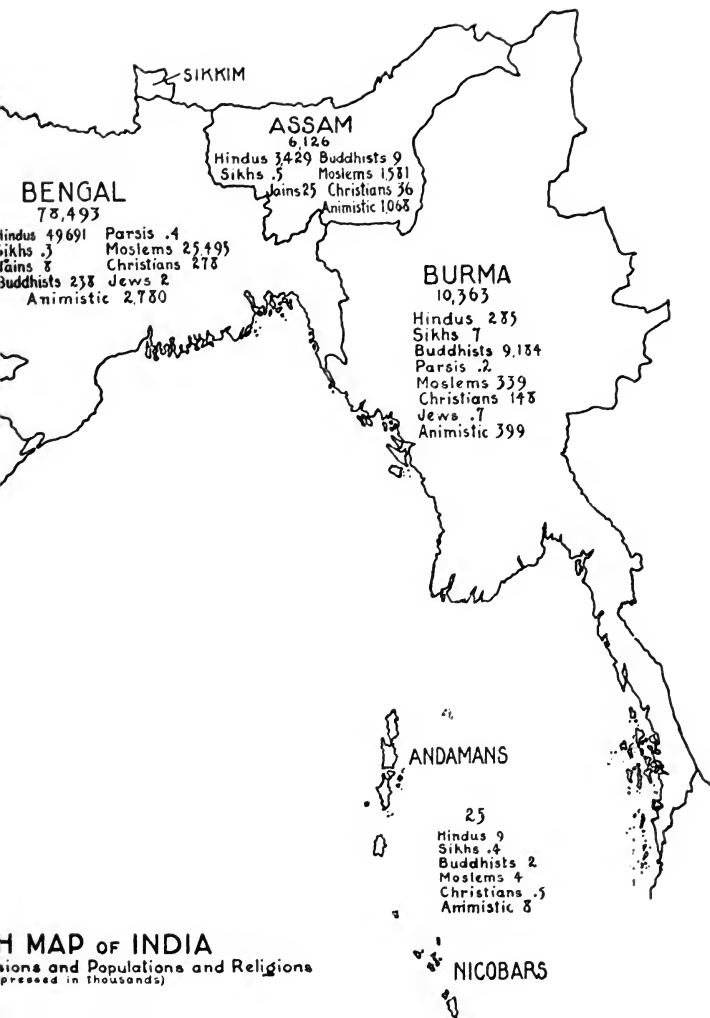 SIKKIM
ASSAM
6,126
Hindus 3,429 Buddhists 9
Sikhs .5 Moslems 1,581
Jains 25 Christians 36
Animistic 1,068
BENGAL
78,493
Hindus 49,691 Parsis .4
Sikhs .3 Moslems 25,495
Jains 8 Christians 278
Buddhists 238 Jews 2
Animistic 2,780
BURMA
10,363
Hindus 285
Sikhs 7
Buddhists 9,184
Parsis .2
Moslems 339
Christians 148
Jews .7
Animistic 399
ANDAMANS
25
Hindus 9
Sikhs .4
Buddhists 2
Moslems 4
Christians .5
Animistic 8
H MAP OF INDIA
sions and Populations and Religions
pressed in thousands)
NICOBARS